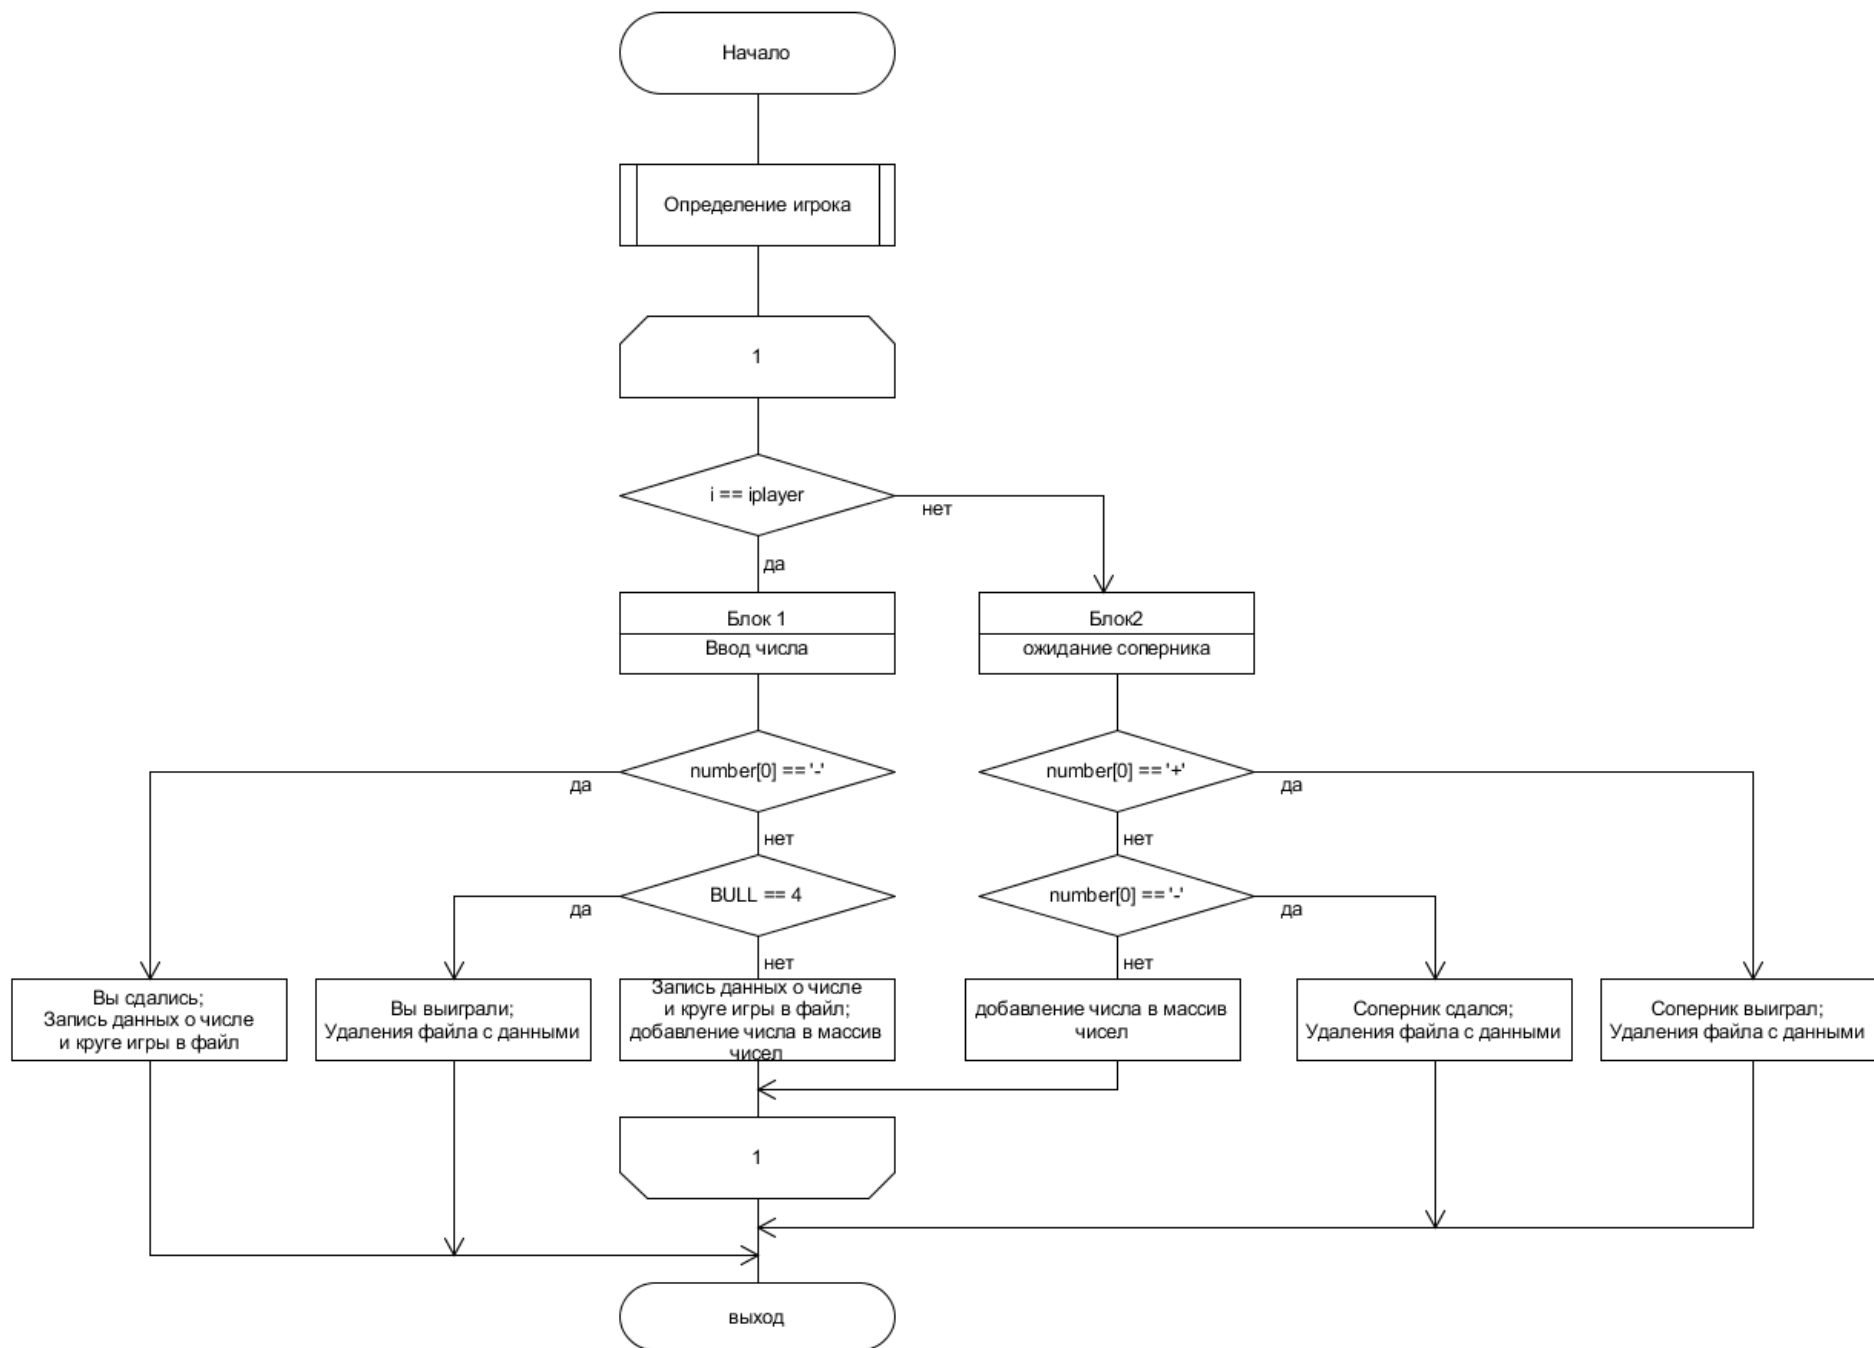 Начало
Определение игрока
1
i == iplayer
нет
да
Блок 1
Ввод числа
Блок2
ожидание соперника
number[0] == '-'
да
нет
number[0] == '+'
да
нет
BULL == 4
да
нет
number[0] == '-'
да
нет
Вы сдались;
Запись данных о числе
и круге игры в файл
Вы выиграли;
Удаления файла с данными
Запись данных о числе
и круге игры в файл;
добавление числа в массив
чисел
добавление числа в массив
чисел
Соперник сдался;
Удаления файла с данными
Соперник выиграл;
Удаления файла с данными
1
выход